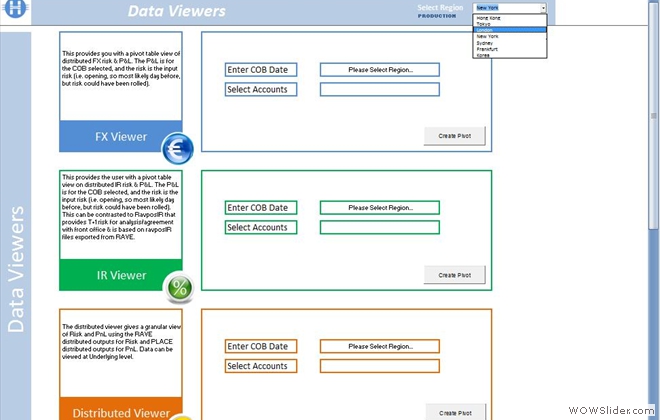 H
Data Viewers
Select Region
PRODUCTION
New York
Hong Kong
Tokyo
London
New York
Sydney
Frankfurt
Korea
Data Viewers
This provides you with a pivot table view of
distributed FX risk & P&L. The P&L is for the
COB selected, and the risk is the input
risk (i.e. opening, so most likely day before,
but risk could have been rolled).
FX Viewer
€
Enter COB Date
Please Select Region...
Select Accounts
Create Pivot
This provides the user with a pivot table
view on distributed IR risk & P&L. The P&L
is for the COB selected, and the risk is the
input risk (i.e. opening, so most likely day
before, but risk could have been rolled).
This can be contrasted to RavposIR that
provides T+1 risk for analysis/agreement
with front office & is based on ravposIR
files exported from RAVE.
IR Viewer
%
Enter COB Date
Please Select Region...
Select Accounts
Create Pivot
The distributed viewer gives a granular view
of Risk and PnL using the RAVE
distributed outputs for Risk and PLACE
distributed outputs for PnL. Data can be
viewed at Underlying level.
Distributed Viewer
Enter COB Date
Please Select Region...
Select Accounts
Create Pivot
WOWSlider.com